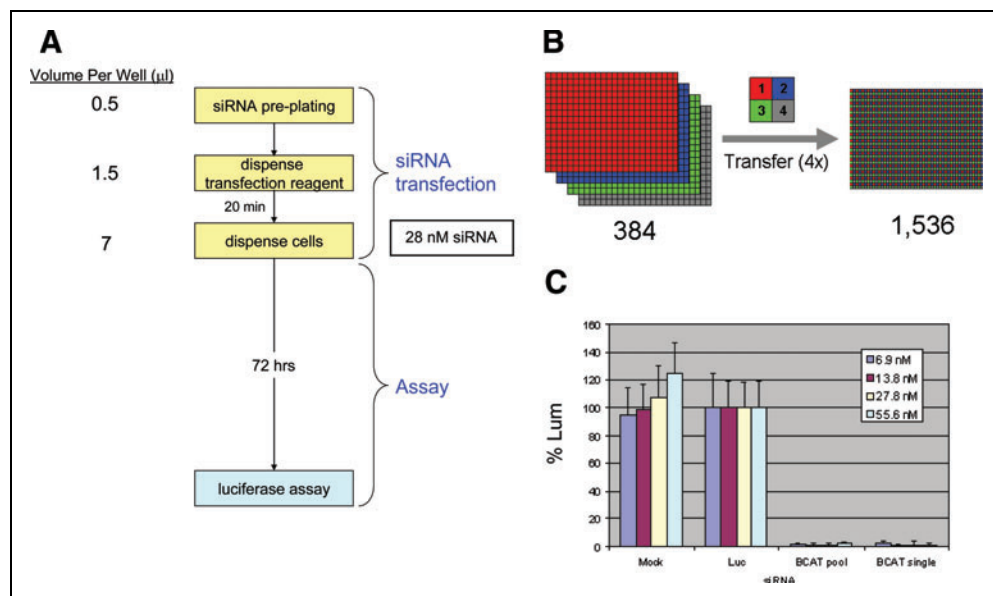 A
Volume Per Well (µl)
0.5
siRNA pre-plating
1.5
dispense
transfection reagent
siRNA
transfection
20 min
7
dispense cells
28 nM siRNA
72 hrs
Assay
luciferase assay
B
1 2
3 4
Transfer (4x)
384
1,536
C
160
140
120
100
80
60
40
20
0
% Lum
6.9 nM
13.8 nM
27.8 nM
55.6 nM
Mock Luc BCAT pool BCAT single
siRNA